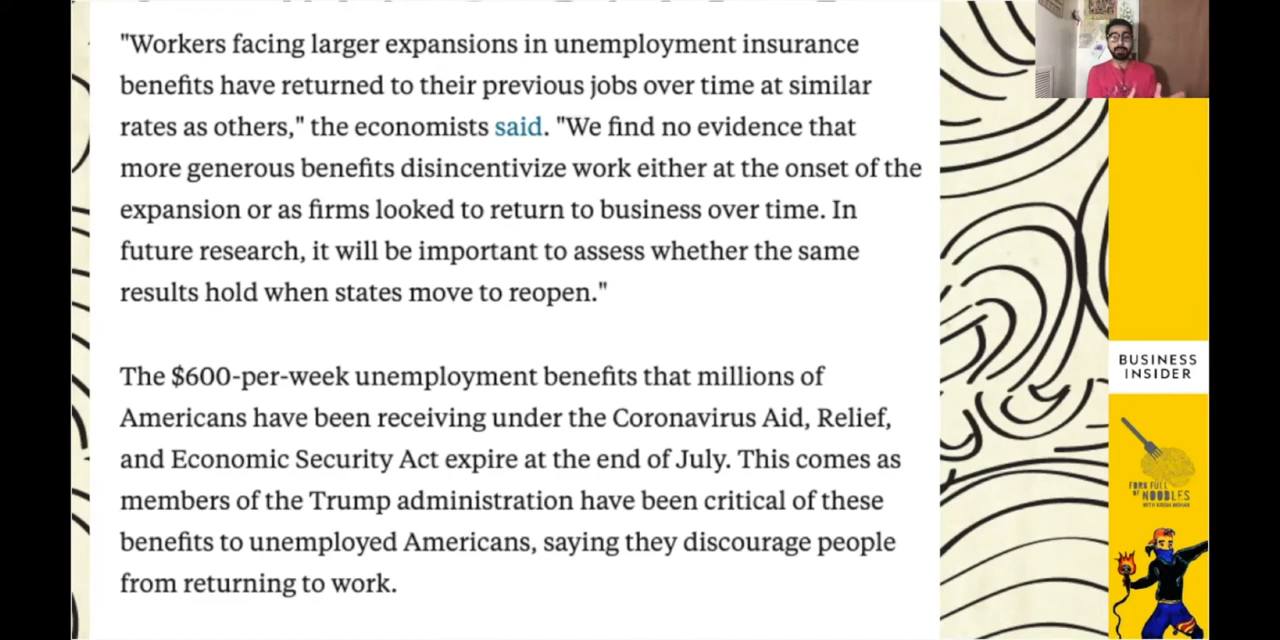 "Workers facing larger expansions in unemployment insurance
benefits have returned to their previous jobs over time at similar
rates as others," the economists said. "We find no evidence that
more generous benefits disincentivize work either at the onset of the
expansion or as firms looked to return to business over time. In
future research, it will be important to assess whether the same
results hold when states move to reopen."
The $600-per-week unemployment benefits that millions of
Americans have been receiving under the Coronavirus Aid, Relief,
and Economic Security Act expire at the end of July. This comes as
members of the Trump administration have been critical of these
benefits to unemployed Americans, saying they discourage people
from returning to work.
BUSINESS
INSIDER
FORK FULL
OF NOODLES
WITH KRISH MOHAN